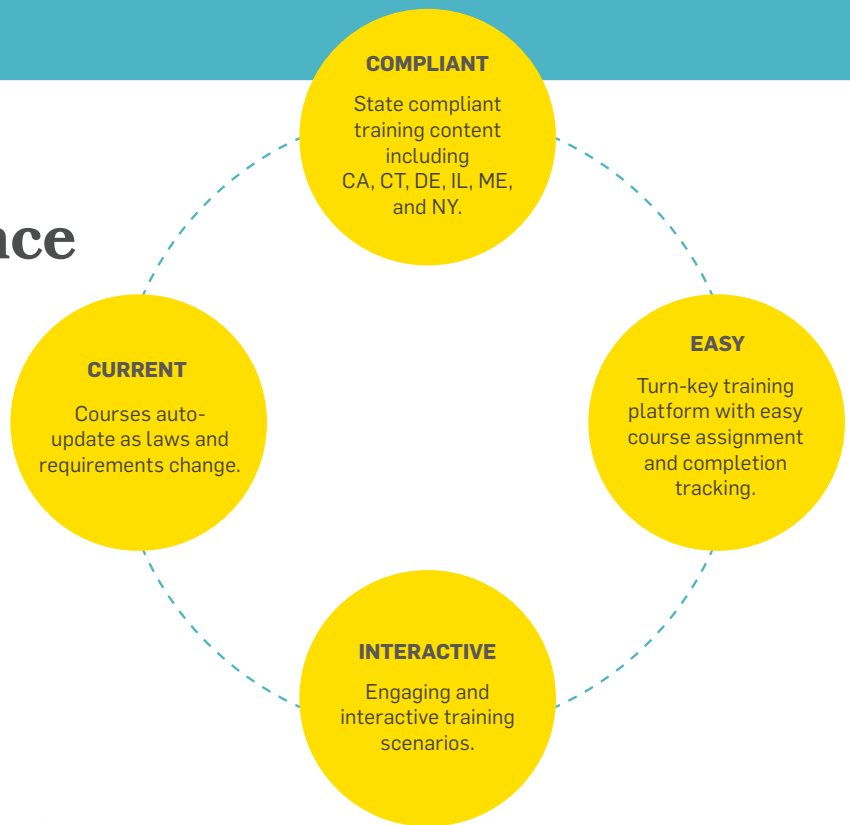 COMPLIANT
State compliant
training content
including
CA, CT, DE, IL, ME,
and NY.
CURRENT
Courses auto-
update as laws and
requirements change.
EASY
Turn-key training
platform with easy
course assignment
and completion
tracking.
INTERACTIVE
Engaging and
interactive training
scenarios.